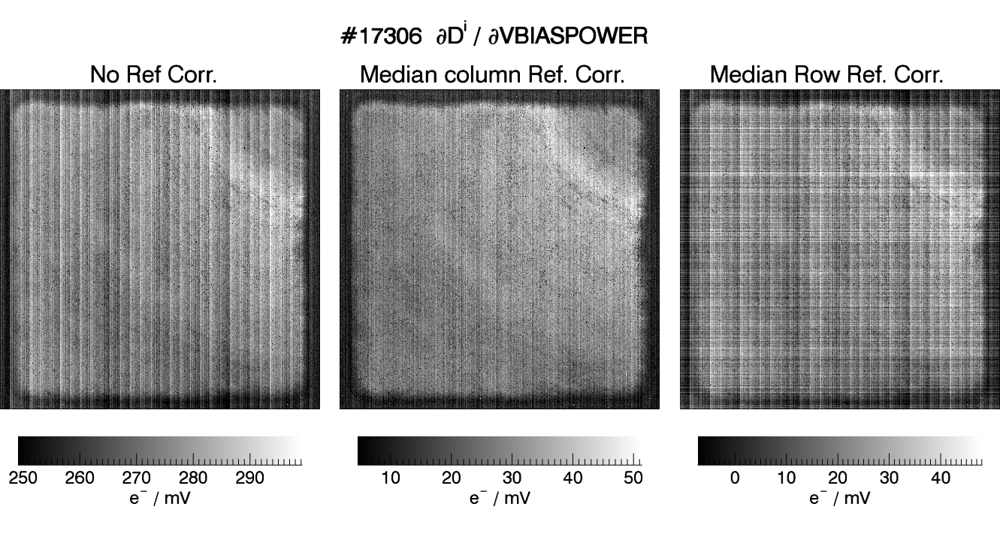 #17306 ∂Dⁱ / ∂VBIASPOWER
No Ref Corr.
Median column Ref. Corr.
Median Row Ref. Corr.
250 260 270 280 290
e⁻ / mV
10 20 30 40 50
e⁻ / mV
0 10 20 30 40
e⁻ / mV